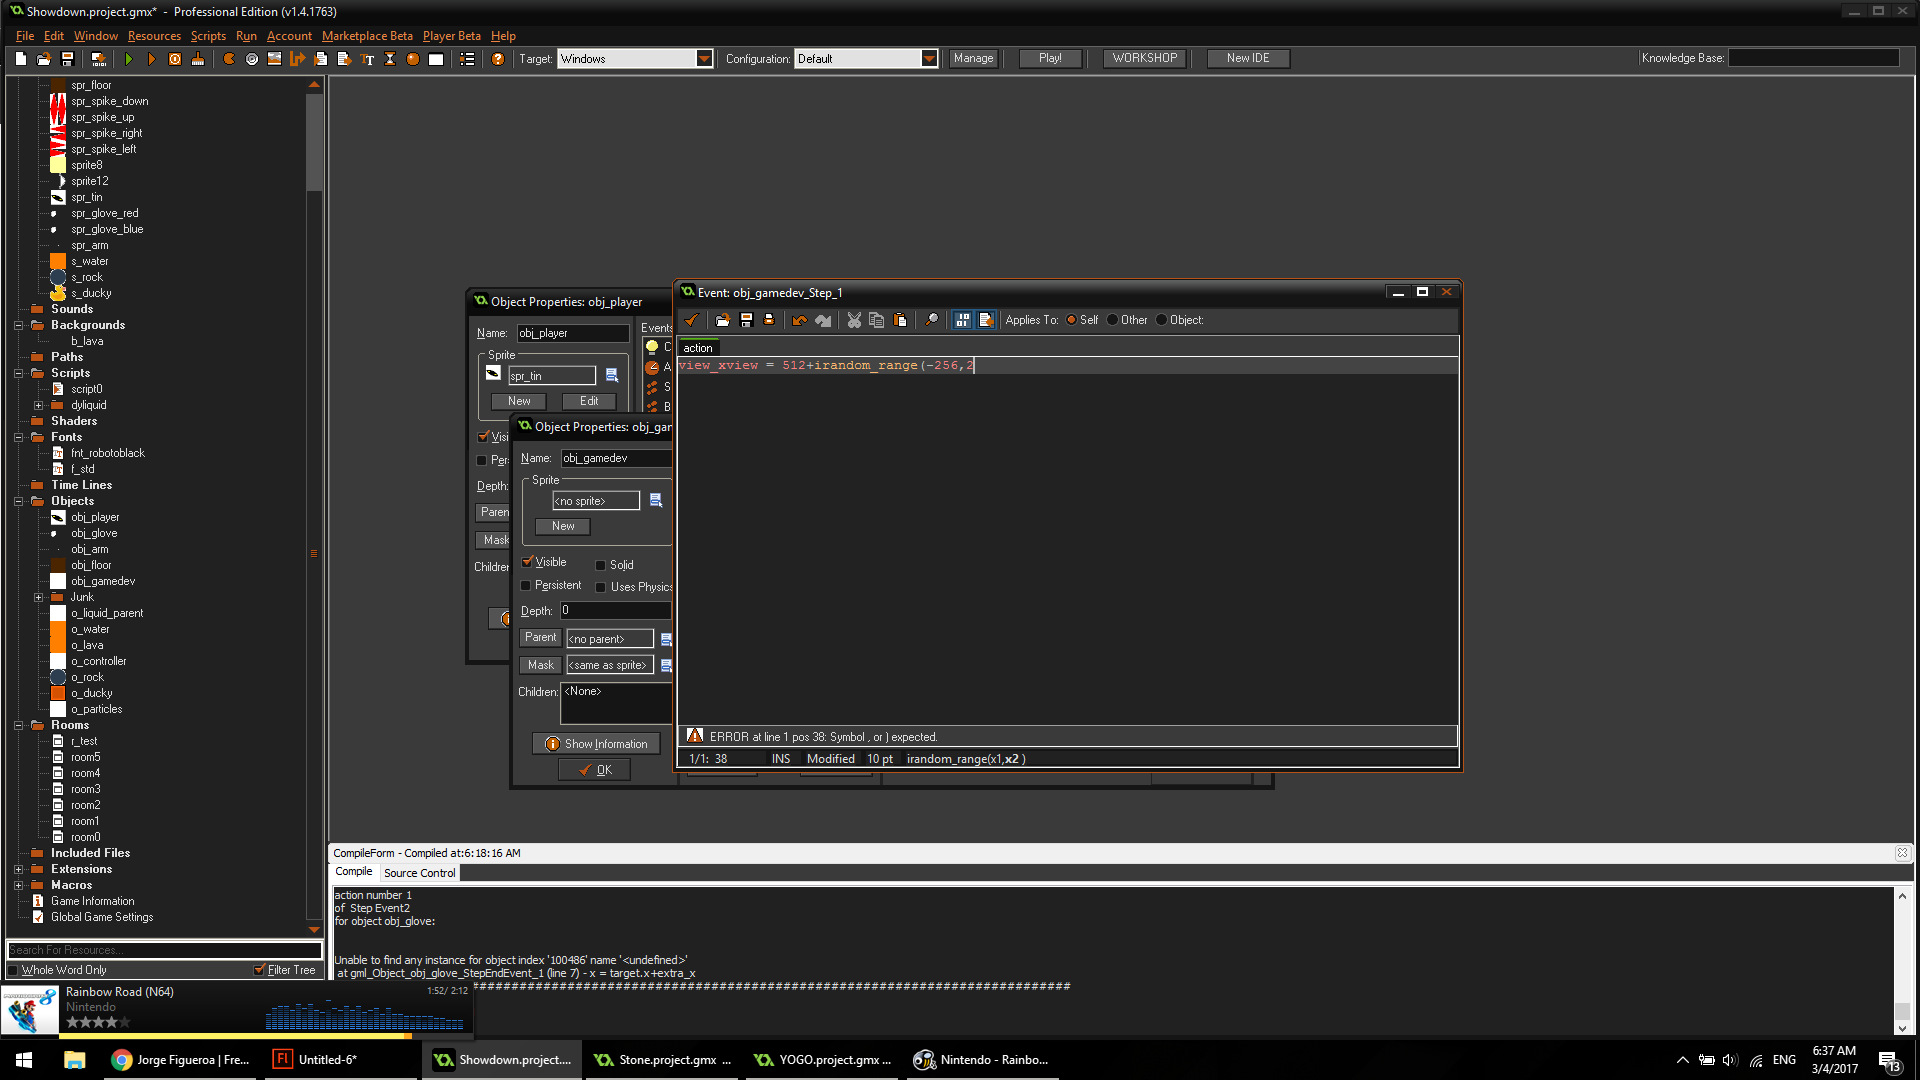 Showdown.project.gmx* - Professional Edition (v1.4.1763)
File Edit Window Resources Scripts Run Account Marketplace Beta Player Beta Help
Target: Windows Configuration: Default Manage Play! WORKSHOP New IDE Knowledge Base:
spr_floor
spr_spike_down
spr_spike_up
spr_spike_right
spr_spike_left
sprite8
sprite12
spr_tin
spr_glove_red
spr_glove_blue
spr_arm
s_water
s_rock
s_ducky
Sounds
Backgrounds
b_lava
Paths
Scripts
script0
dyliquid
Shaders
Fonts
fnt_robotoblack
f_std
Time Lines
Objects
obj_player
obj_glove
obj_arm
obj_floor
obj_gamedev
Junk
o_liquid_parent
o_water
o_lava
o_controller
o_rock
o_ducky
o_particles
Rooms
r_test
room5
room4
room3
room2
room1
room0
Included Files
Extensions
Macros
Game Information
Global Game Settings
Search For Resources...
Whole Word Only Filter Tree
Object Properties: obj_player
Name: obj_player
Events
Sprite
spr_tin
New Edit
Visi
Per
Depth:
Paren
Mask
Childrer
C
A
S
B
Object Properties: obj_gar
Name: obj_gamedev
Sprite
<no sprite>
New
Visible Solid
Persistent Uses Physic
Depth: 0
Parent <no parent>
Mask <same as sprite>
Children: <None>
Show Information
OK
Event: obj_gamedev_Step_1
Applies To: Self Other Object:
action
view_xview = 512+irandom_range(-256,2
ERROR at line 1 pos 38: Symbol , or ) expected.
1/1: 38 INS Modified 10 pt irandom_range(x1,x2 )
CompileForm - Compiled at:6:18:16 AM
Compile Source Control
action number 1
of Step Event2
for object obj_glove:
Unable to find any instance for object index '100486' name '<undefined>'
at gml_Object_obj_glove_StepEndEvent_1 (line 7) - x = target.x+extra_x
Rainbow Road (N64) 1:52/ 2:12
Nintendo
Jorge Figueroa | Fre...
Fl Untitled-6*
Showdown.project....
Stone.project.gmx ...
YOGO.project.gmx ...
Nintendo - Rainbo...
ENG
6:37 AM
3/4/2017
13